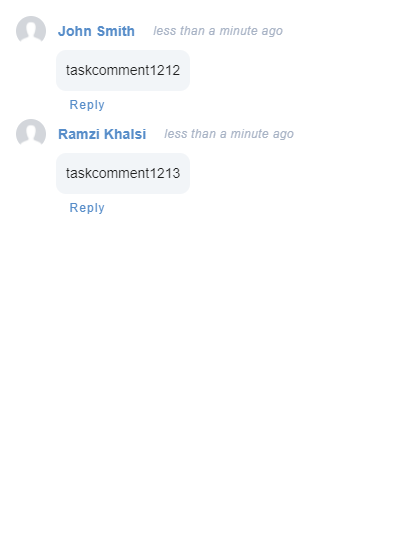 John Smith less than a minute ago
taskcomment1212
Reply
Ramzi Khalsi less than a minute ago
taskcomment1213
Reply